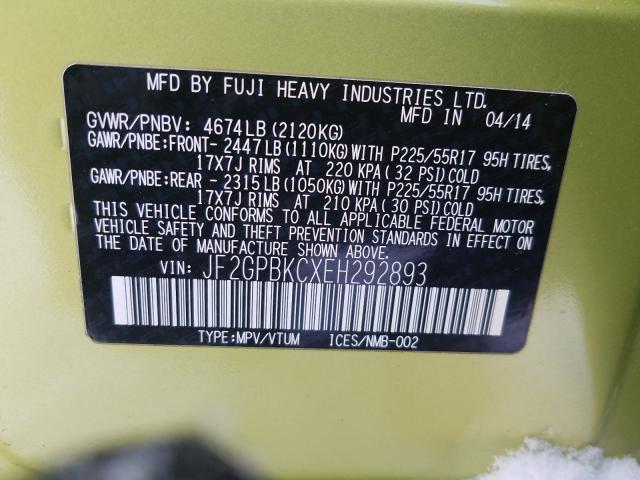 MFD BY FUJI HEAVY INDUSTRIES LTD.
MFD IN 04/14
GVWR/PNBV: 4674LB(2120KG)
GAWR/PNBE:FRONT- 2447LB(1110KG)WITH P225/55R17 95H TIRES,
17X7J RIMS AT 220 KPA(32 PSI)COLD
GAWR/PNBE:REAR - 2315LB(1050KG)WITH P225/55R17 95H TIRES,
17X7J RIMS AT 210 KPA(30 PSI)COLD
THIS VEHICLE CONFORMS TO ALL APPLICABLE FEDERAL MOTOR
VEHICLE SAFETY AND THEFT PREVENTION STANDARDS IN EFFECT ON
THE DATE OF MANUFACTURE SHOWN ABOVE.
VIN: JF2GPBKCXEH292893
TYPE:MPV/VTUM ICES/NMB-002